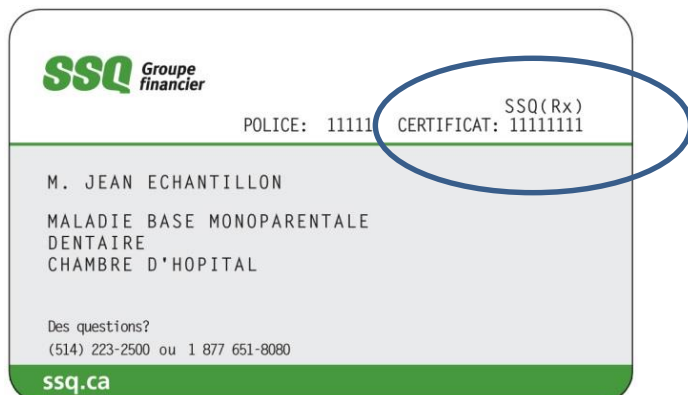 SSQ Groupe
financier
SSQ(Rx)
POLICE: 11111 CERTIFICAT: 11111111
M. JEAN ECHANTILLON
MALADIE BASE MONOPARENTALE
DENTAIRE
CHAMBRE D'HOPITAL
Des questions?
(514) 223-2500 ou 1 877 651-8080
ssq.ca